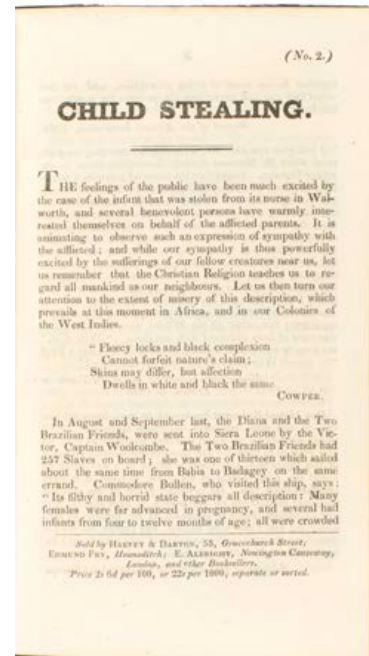 (No. 2.)
CHILD STEALING.
THE feelings of the public have been much excited by
the case of the infant that was stolen from its nurse in Wal-
worth, and several benevolent persons have warmly inte-
rested themselves on behalf of the afflicted parents. It is
animating to observe such an expression of sympathy with
the afflicted; and while our sympathy is thus powerfully
excited by the sufferings of our fellow creatures near us, let
us remember that the Christian Religion teaches us to re-
gard all mankind as our neighbours. Let us then turn our
attention to the extent of misery of this description, which
prevails at this moment in Africa, and in our Colonies of
the West Indies.
" Fleecy locks and black complexion
Cannot forfeit nature's claim;
Skins may differ, but affection
Dwells in white and black the same
COWPER.
In August and September last, the Diana and the Two
Brazilian Friends, were sent into Siera Leone by the Vic-
tor, Captain Woolcombe. The Two Brazilian Friends had
257 Slaves on board; she was one of thirteen which sailed
about the same time from Bahia to Badagey on the same
errand. Commodore Bullen, who visited this ship, says:
" Its filthy and horrid state beggars all description: Many
females were far advanced in pregnancy, and several had
infants from four to twelve months of age; all were crowded
Sold by HARVEY & DARTON, 55, Gracechurch Street;
EDMUND FRY, Houndsditch; E. ALBRIGHT, Newington Causeway,
London, and other Booksellers.
Price 2s 6d per 100, or 22s per 1000, separate or sorted.